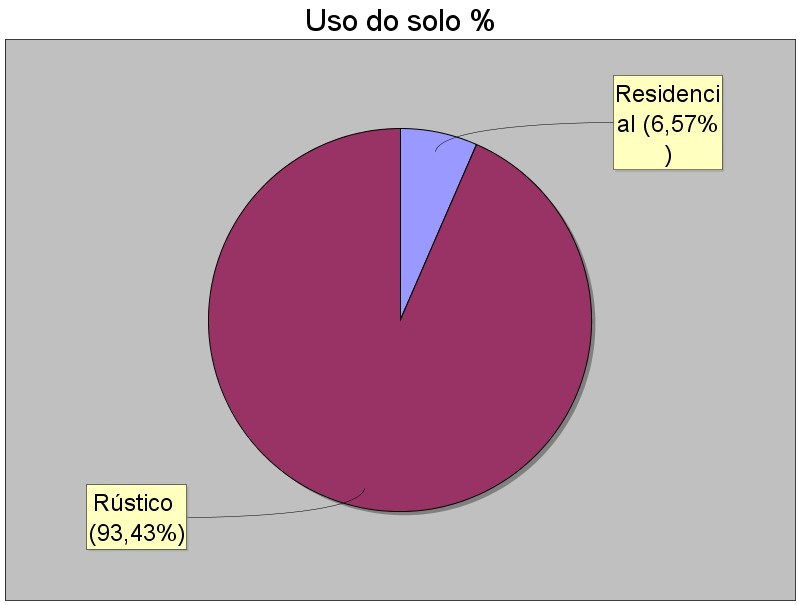 Uso do solo %
Residenci
al (6,57%
)
Rústico
(93,43%)